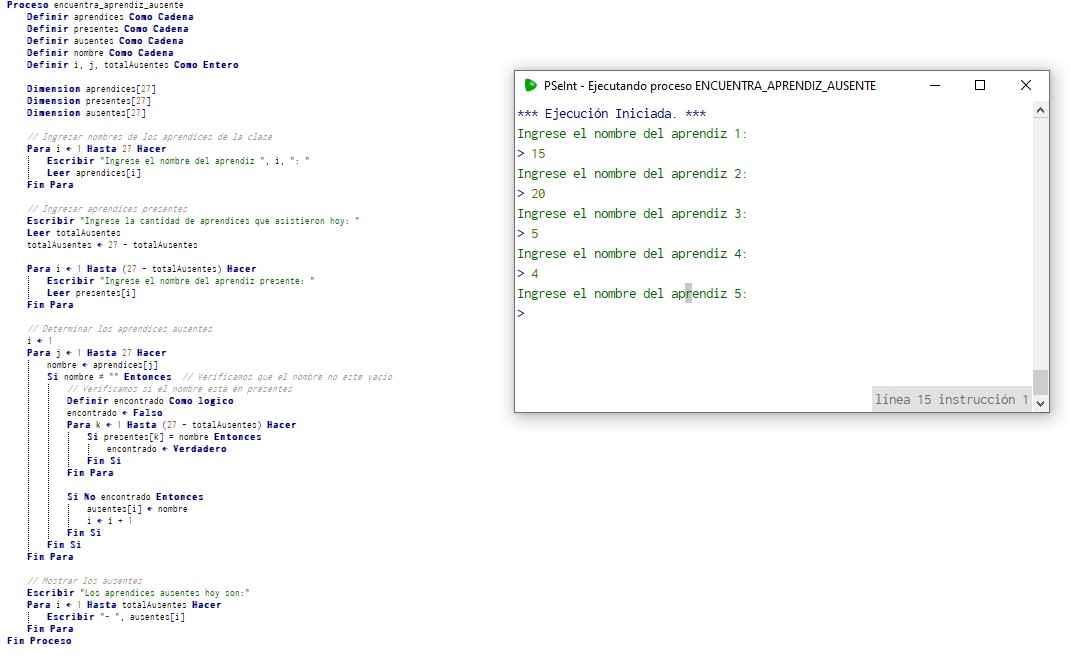 Proceso encuentra_aprendiz_ausente
Definir aprendices Como Cadena
Definir presentes Como Cadena
Definir ausentes Como Cadena
Definir nombre Como Cadena
Definir i, j, totalAusentes Como Entero
Dimension aprendices[27]
Dimension presentes[27]
Dimension ausentes[27]
// Ingresar nombres de los aprendices de la clase
Para i ← 1 Hasta 27 Hacer
Escribir "Ingrese el nombre del aprendiz ", i, ": "
Leer aprendices[i]
Fin Para
// Ingresar aprendices presentes
Escribir "Ingrese la cantidad de aprendices que asistieron hoy: "
Leer totalAusentes
totalAusentes ← 27 - totalAusentes
Para i ← 1 Hasta (27 - totalAusentes) Hacer
Escribir "Ingrese el nombre del aprendiz presente: "
Leer presentes[i]
Fin Para
// Determinar los aprendices ausentes
i ← 1
Para j ← 1 Hasta 27 Hacer
nombre ← aprendices[j]
Si nombre ≠ "" Entonces // Verificamos que el nombre no esté vacío
// Verificamos si el nombre está en presentes
Definir encontrado Como logico
encontrado ← Falso
Para k ← 1 Hasta (27 - totalAusentes) Hacer
Si presentes[k] = nombre Entonces
encontrado ← Verdadero
Fin Si
Fin Para
Si No encontrado Entonces
ausentes[i] ← nombre
i ← i + 1
Fin Si
Fin Si
Fin Para
// Mostrar los ausentes
Escribir "Los aprendices ausentes hoy son:"
Para i ← 1 Hasta totalAusentes Hacer
Escribir "- ", ausentes[i]
Fin Para
Fin Proceso
PSeInt - Ejecutando proceso ENCUENTRA_APRENDIZ_AUSENTE
*** Ejecución Iniciada. ***
Ingrese el nombre del aprendiz 1:
> 15
Ingrese el nombre del aprendiz 2:
> 20
Ingrese el nombre del aprendiz 3:
> 5
Ingrese el nombre del aprendiz 4:
> 4
Ingrese el nombre del aprendiz 5:
>
línea 15 instrucción 1